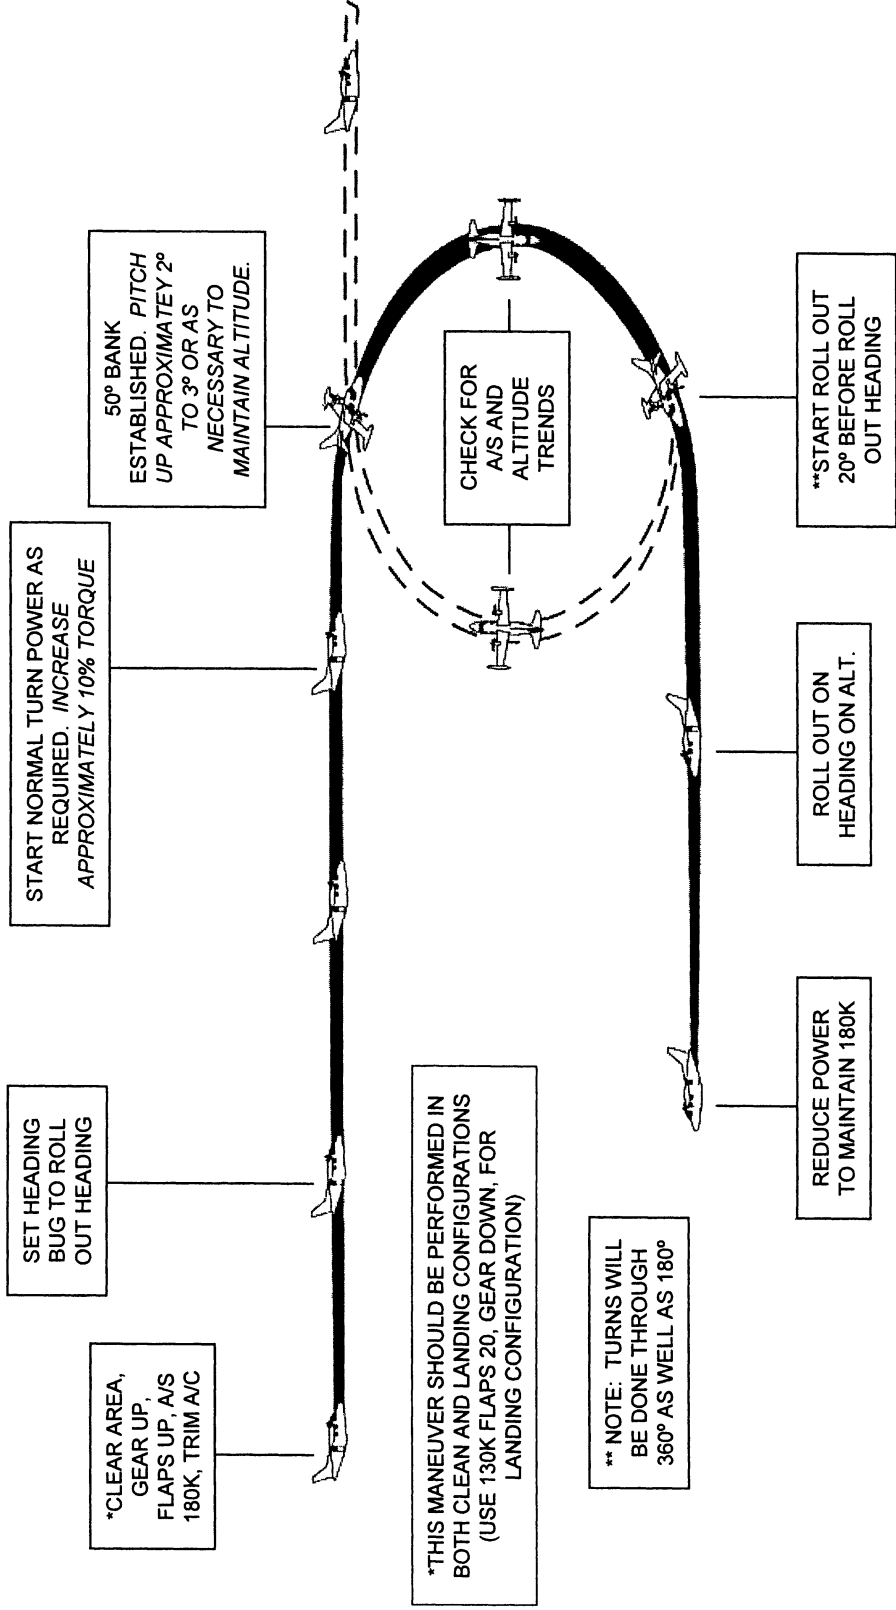 *CLEAR AREA,
GEAR UP,
FLAPS UP, A/S
180K, TRIM A/C
SET HEADING
BUG TO ROLL
OUT HEADING
START NORMAL TURN POWER AS
REQUIRED. INCREASE
APPROXIMATELY 10% TORQUE
50º BANK
ESTABLISHED. PITCH
UP APPROXIMATEY 2º
TO 3º OR AS
NECESSARY TO
MAINTAIN ALTITUDE.
CHECK FOR
A/S AND
ALTITUDE
TRENDS
**START ROLL OUT
20º BEFORE ROLL
OUT HEADING
ROLL OUT ON
HEADING ON ALT.
REDUCE POWER
TO MAINTAIN 180K
*THIS MANEUVER SHOULD BE PERFORMED IN
BOTH CLEAN AND LANDING CONFIGURATIONS
(USE 130K FLAPS 20, GEAR DOWN, FOR
LANDING CONFIGURATION)
** NOTE: TURNS WILL
BE DONE THROUGH
360º AS WELL AS 180º